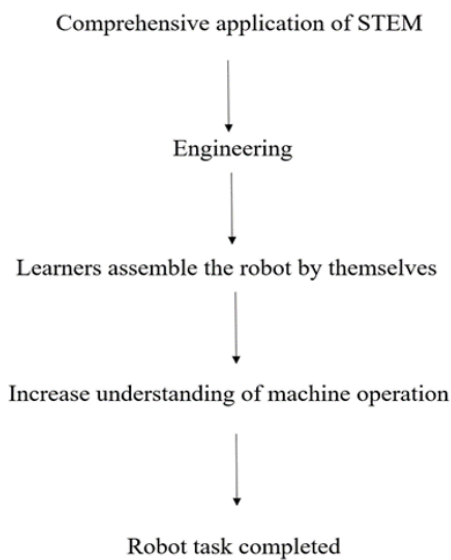 Comprehensive application of STEM
Engineering
Learners assemble the robot by themselves
Increase understanding of machine operation
Robot task completed